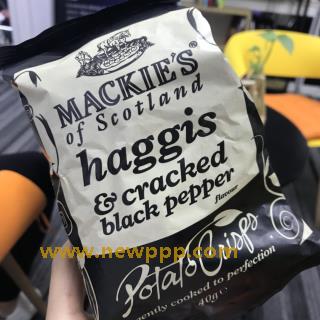 MACKIE'S
of Scotland
haggis
& cracked
black pepper
flavour
www.newppp.com
Potato Crisps
gently cooked to perfection
40g e